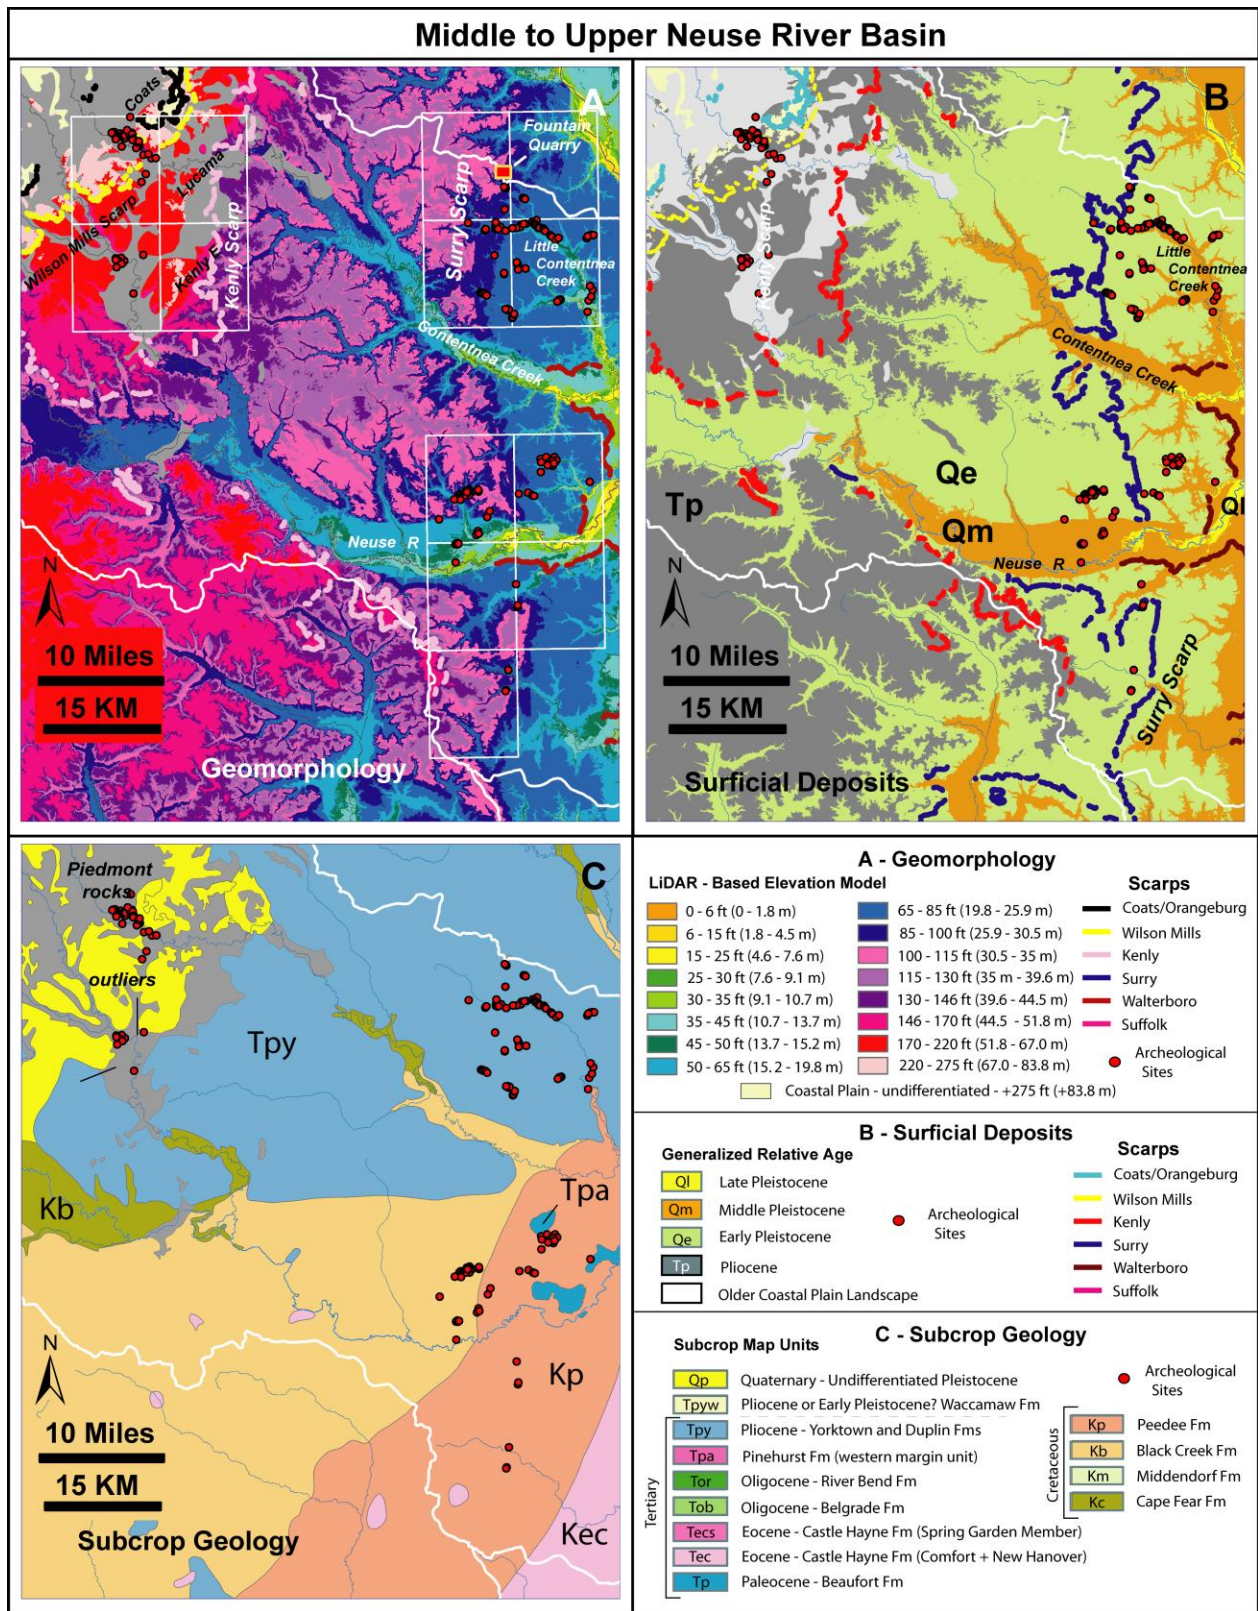 Middle to Upper Neuse River Basin
A
Coats
Fountain
Quarry
Lucama
Wilson Mills Scarp
Kenly Scarp
Kenly E
Surry Scarp
Little
Contentnea
Creek
Contentnea Creek
Neuse R
N
10 Miles
15 KM
Geomorphology
B
Kenly Scarp
Little
Contentnea
Creek
Contentnea Creek
Qe
Tp
Qm
Ql
Neuse R
N
10 Miles
15 KM
Surry Scarp
Surficial Deposits
C
Piedmont
rocks
outliers
Tpy
Kb
Tpa
Kp
N
10 Miles
15 KM
Subcrop Geology
Kec
A - Geomorphology
LiDAR - Based Elevation Model
0 - 6 ft (0 - 1.8 m)
6 - 15 ft (1.8 - 4.5 m)
15 - 25 ft (4.6 - 7.6 m)
25 - 30 ft (7.6 - 9.1 m)
30 - 35 ft (9.1 - 10.7 m)
35 - 45 ft (10.7 - 13.7 m)
45 - 50 ft (13.7 - 15.2 m)
50 - 65 ft (15.2 - 19.8 m)
65 - 85 ft (19.8 - 25.9 m)
85 - 100 ft (25.9 - 30.5 m)
100 - 115 ft (30.5 - 35 m)
115 - 130 ft (35 m - 39.6 m)
130 - 146 ft (39.6 - 44.5 m)
146 - 170 ft (44.5 - 51.8 m)
170 - 220 ft (51.8 - 67.0 m)
220 - 275 ft (67.0 - 83.8 m)
Coastal Plain - undifferentiated - +275 ft (+83.8 m)
Scarps
Coats/Orangeburg
Wilson Mills
Kenly
Surry
Walterboro
Suffolk
Archeological
Sites
B - Surficial Deposits
Generalized Relative Age
Ql Late Pleistocene
Qm Middle Pleistocene
Qe Early Pleistocene
Tp Pliocene
Older Coastal Plain Landscape
Archeological
Sites
Scarps
Coats/Orangeburg
Wilson Mills
Kenly
Surry
Walterboro
Suffolk
C - Subcrop Geology
Subcrop Map Units
Qp Quaternary - Undifferentiated Pleistocene
Tpyw Pliocene or Early Pleistocene? Waccamaw Fm
Tertiary
Tpy Pliocene - Yorktown and Duplin Fms
Tpa Pinehurst Fm (western margin unit)
Tor Oligocene - River Bend Fm
Tob Oligocene - Belgrade Fm
Tecs Eocene - Castle Hayne Fm (Spring Garden Member)
Tec Eocene - Castle Hayne Fm (Comfort + New Hanover)
Tp Paleocene - Beaufort Fm
Archeological
Sites
Cretaceous
Kp Peedee Fm
Kb Black Creek Fm
Km Middendorf Fm
Kc Cape Fear Fm